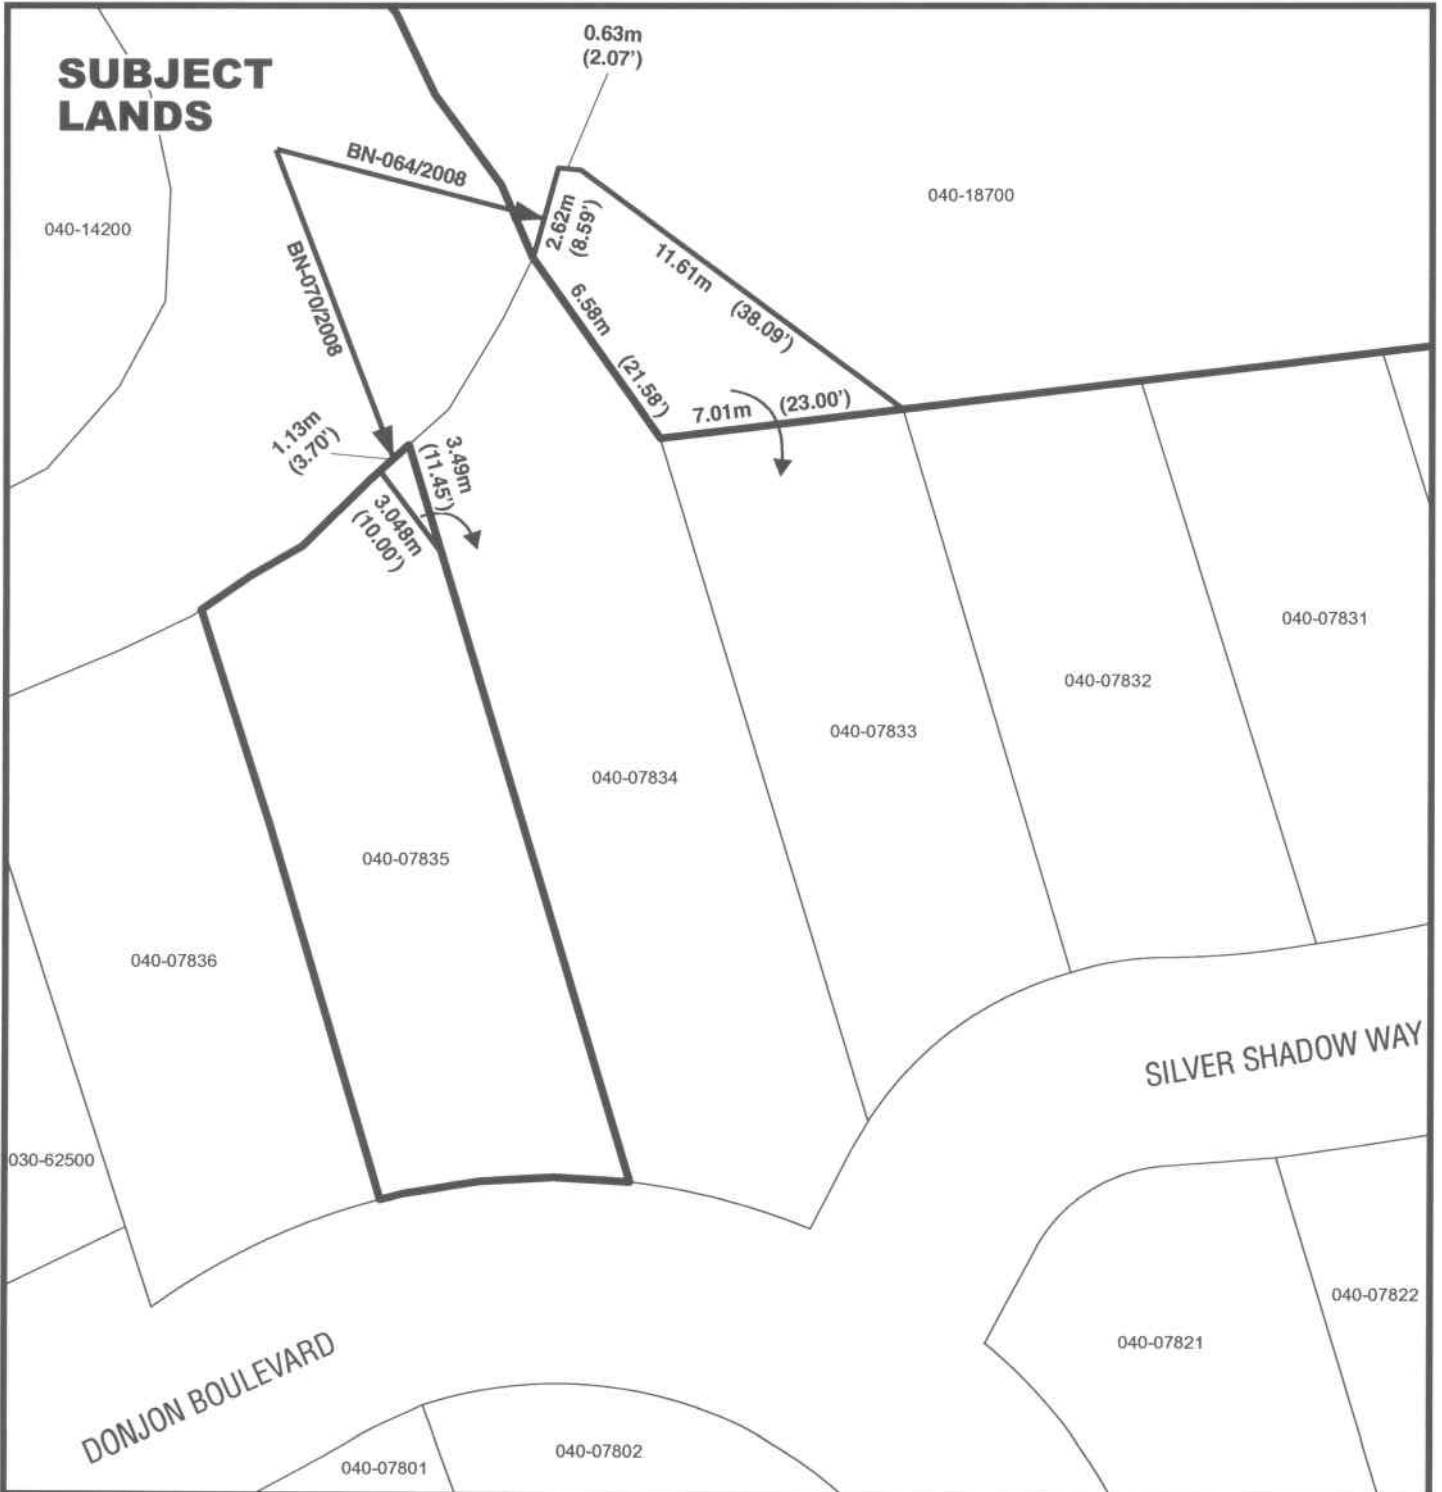 SUBJECT
LANDS
0.63m
(2.07')
BN-064/2008
040-18700
040-14200
2.62m
(8.59')
BN-070/2008
11.61m (38.09')
6.58m (21.58')
7.01m (23.00')
1.13m
(3.70')
3.49m
(11.45')
3.048m
(10.00')
040-07831
040-07832
040-07833
040-07834
040-07835
040-07836
SILVER SHADOW WAY
030-62500
040-07822
040-07821
DONJON BOULEVARD
040-07802
040-07801